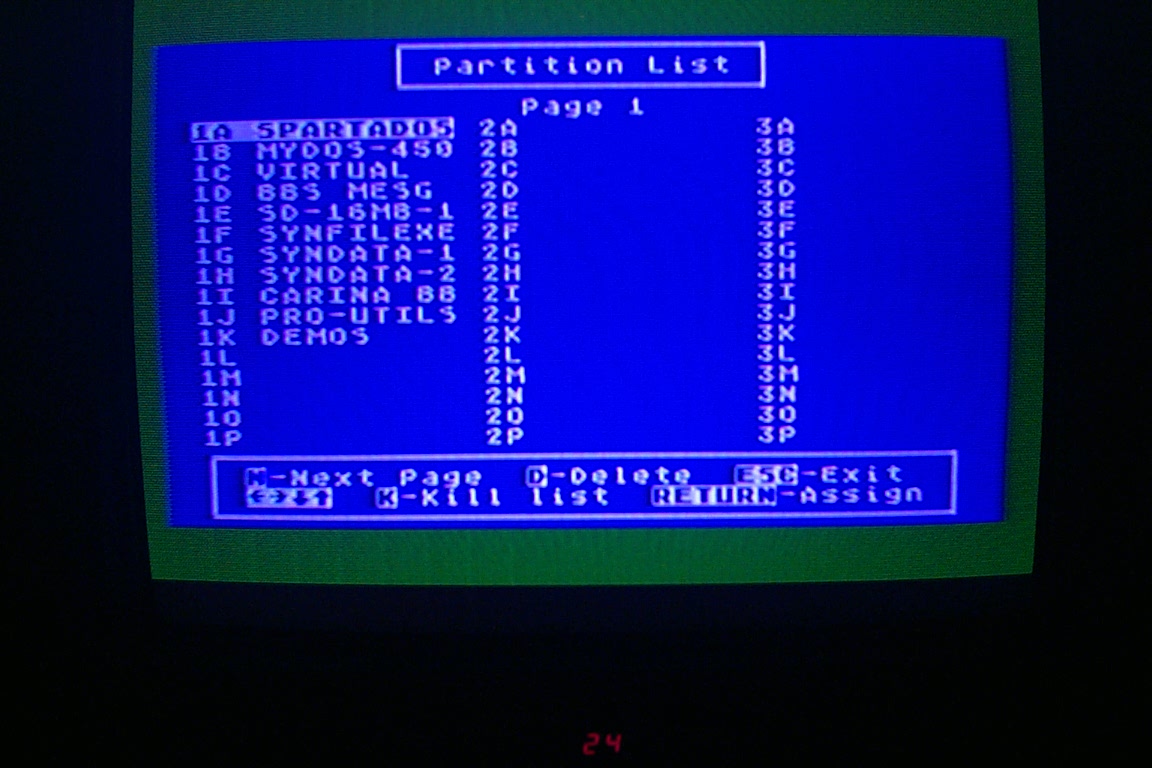 Partition List
Page 1
1A SPARTADOS 2A 3A
1B MYDOS-450 2B 3B
1C VIRTUAL 2C 3C
1D BBS MESG 2D 3D
1E SD-16MB-1 2E 3E
1F SYNFILEXE 2F 3F
1G SYNDATA-1 2G 3G
1H SYNDATA-2 2H 3H
1I CARINA BB 2I 3I
1J PRO-UTILS 2J 3J
1K DEMOS 2K 3K
1L 2L 3L
1M 2M 3M
1N 2N 3N
1O 2O 3O
1P 2P 3P
N-Next Page D-Delete ESC-Exit
←→↓↑ K-Kill list RETURN-Assign
24